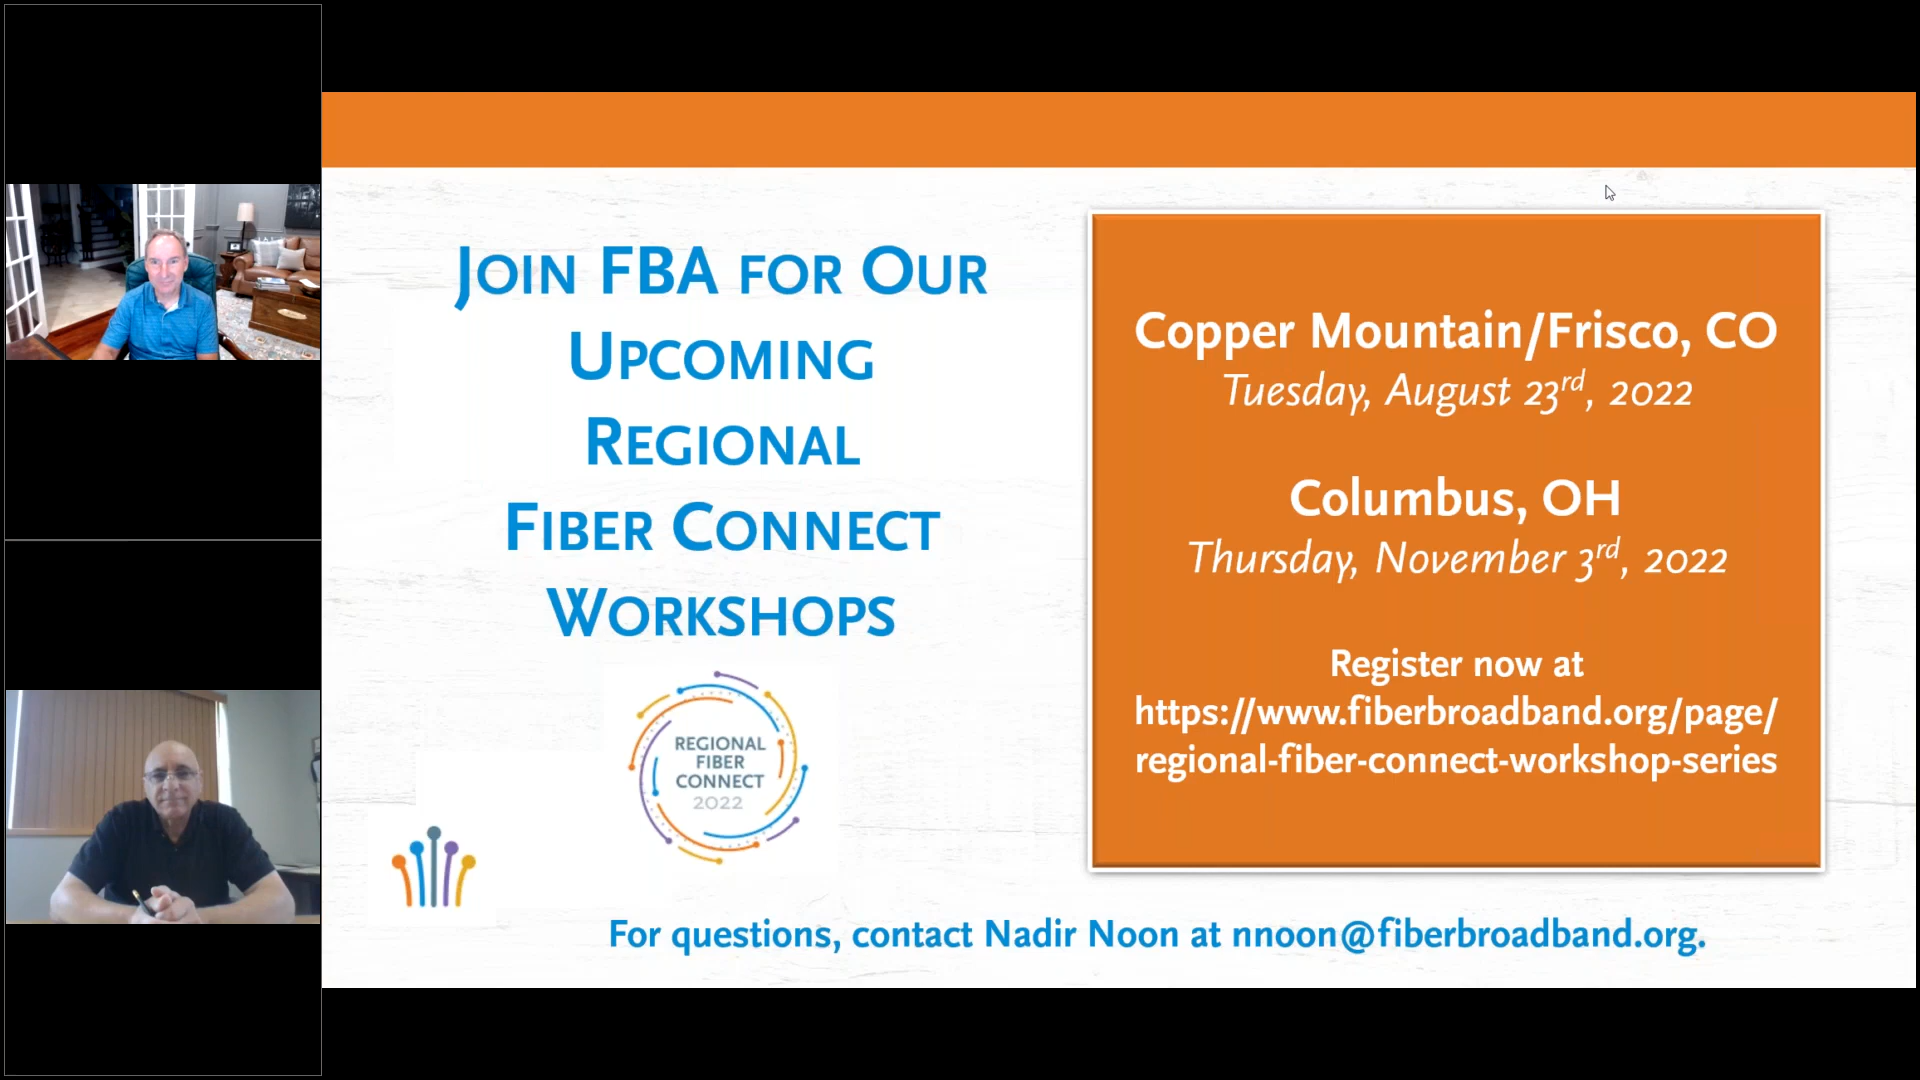 Join FBA for Our
Upcoming
Regional
Fiber Connect
Workshops
REGIONAL
FIBER
CONNECT
2022
Copper Mountain/Frisco, CO
Tuesday, August 23rd, 2022
Columbus, OH
Thursday, November 3rd, 2022
Register now at
https://www.fiberbroadband.org/page/
regional-fiber-connect-workshop-series
For questions, contact Nadir Noon at nnoon@fiberbroadband.org.